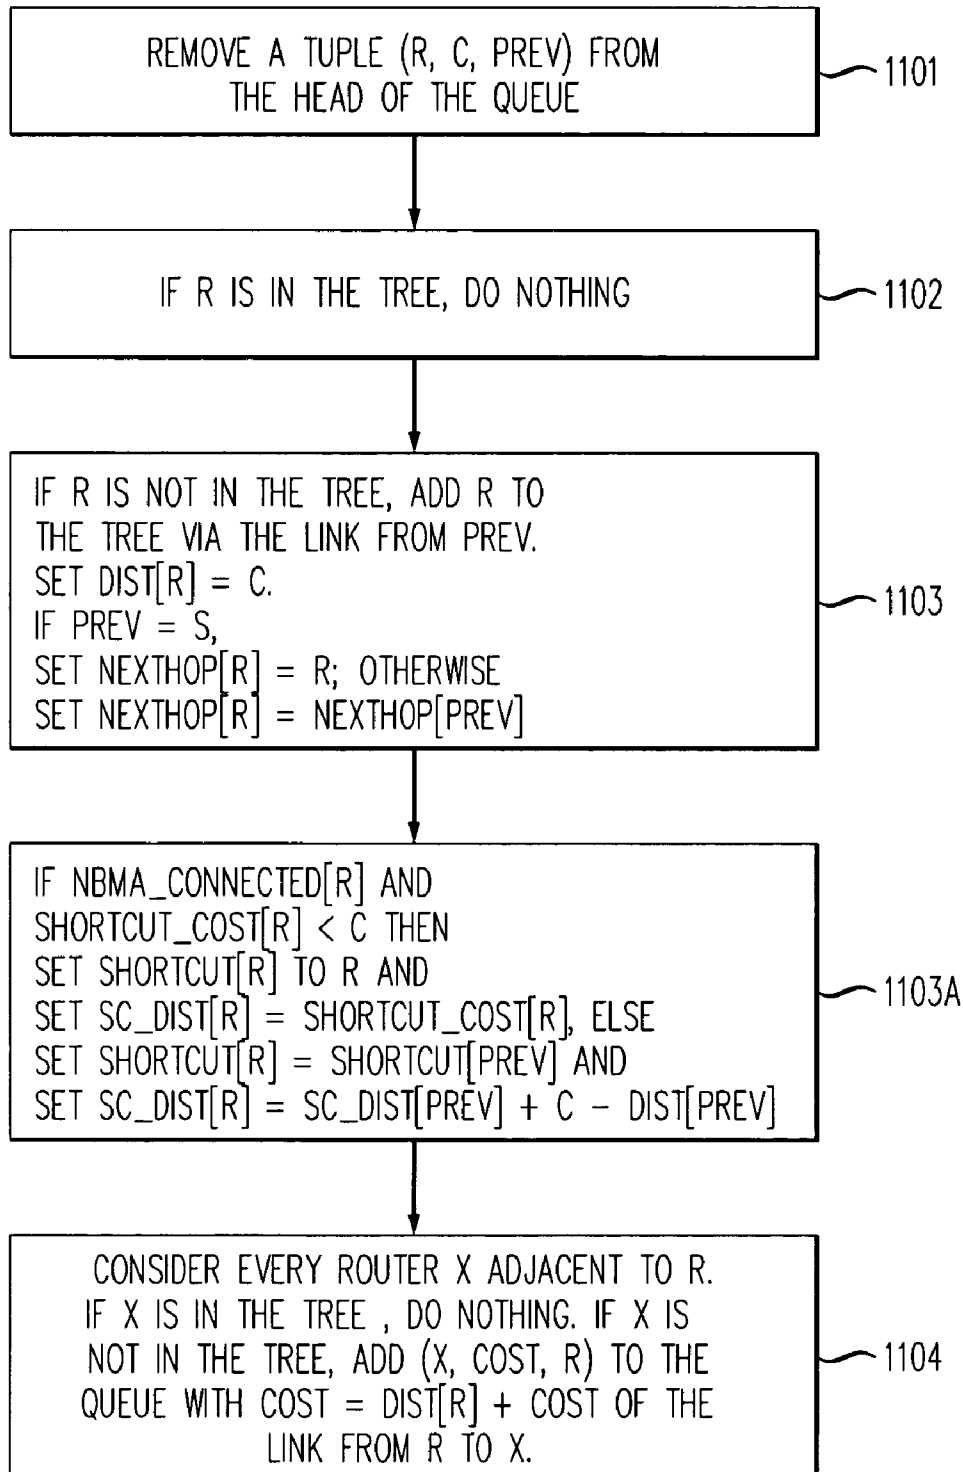 REMOVE A TUPLE (R, C, PREV) FROM
THE HEAD OF THE QUEUE
1101
IF R IS IN THE TREE, DO NOTHING
1102
IF R IS NOT IN THE TREE, ADD R TO
THE TREE VIA THE LINK FROM PREV.
SET DIST[R] = C.
IF PREV = S,
SET NEXTHOP[R] = R; OTHERWISE
SET NEXTHOP[R] = NEXTHOP[PREV]
1103
IF NBMA_CONNECTED[R] AND
SHORTCUT_COST[R] < C THEN
SET SHORTCUT[R] TO R AND
SET SC_DIST[R] = SHORTCUT_COST[R], ELSE
SET SHORTCUT[R] = SHORTCUT[PREV] AND
SET SC_DIST[R] = SC_DIST[PREV] + C - DIST[PREV]
1103A
CONSIDER EVERY ROUTER X ADJACENT TO R.
IF X IS IN THE TREE , DO NOTHING. IF X IS
NOT IN THE TREE, ADD (X, COST, R) TO THE
QUEUE WITH COST = DIST[R] + COST OF THE
LINK FROM R TO X.
1104